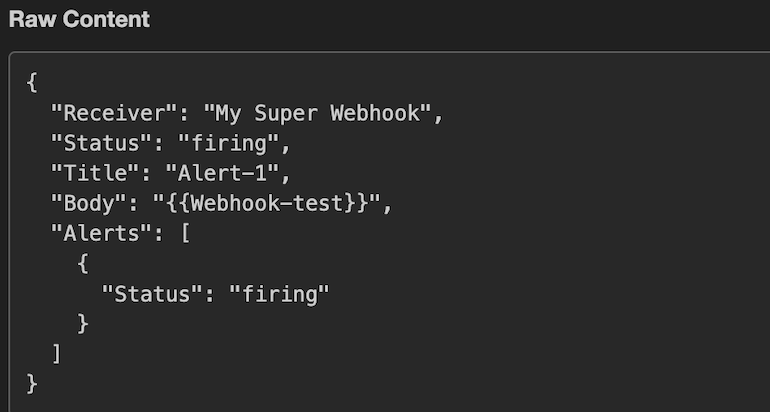 Raw Content
{
  "Receiver": "My Super Webhook",
  "Status": "firing",
  "Title": "Alert-1",
  "Body": "{{Webhook-test}}",
  "Alerts": [
    {
      "Status": "firing"
    }
  ]
}